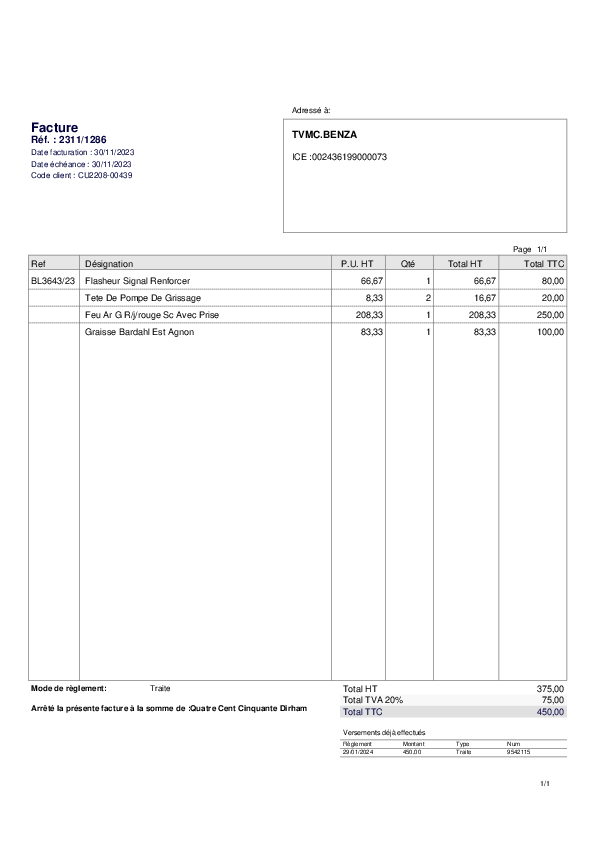 Adressé à:
Facture
Réf. : 2311/1286
Date facturation : 30/11/2023
Date échéance : 30/11/2023
Code client : CU2208-00439
TVMC.BENZA
ICE :002436199000073
Page 1/1
Ref Désignation P.U. HT Qté Total HT Total TTC
BL3643/23 Flasheur Signal Renforcer 66,67 1 66,67 80,00
Tete De Pompe De Grissage 8,33 2 16,67 20,00
Feu Ar G R/j/rouge Sc Avec Prise 208,33 1 208,33 250,00
Graisse Bardahl Est Agnon 83,33 1 83,33 100,00
Mode de règlement: Traite
Total HT 375,00
Total TVA 20% 75,00
Arrêté la présente facture à la somme de :Quatre Cent Cinquante Dirham
Total TTC 450,00
Versements déjà effectués
Règlement Montant Type Num
29/01/2024 450,00 Traite 9542115
1/1